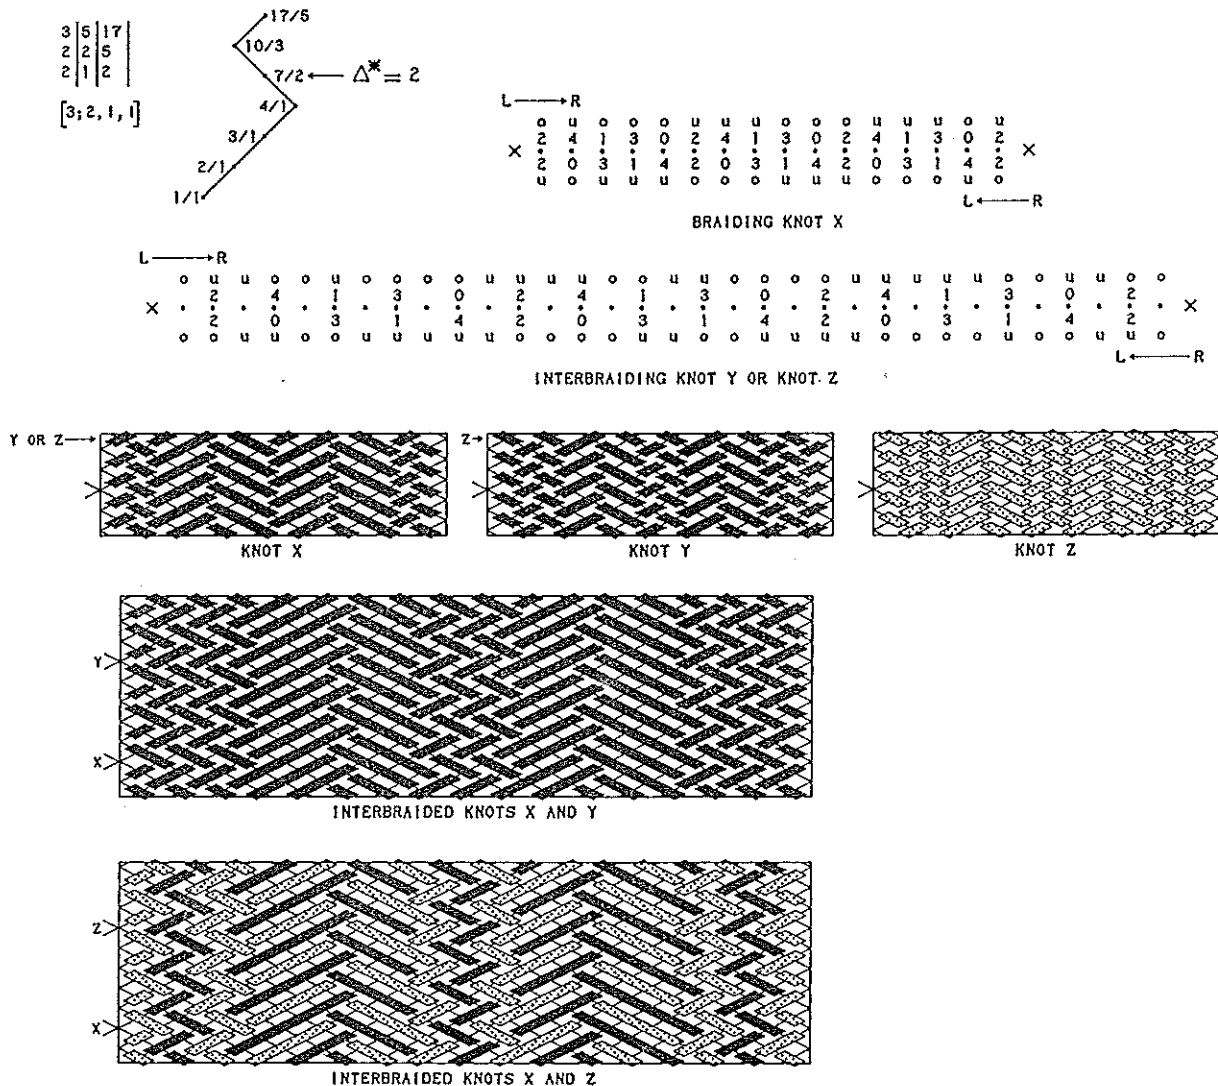 3 5 17
2 2 5
2 1 2
[3;2,1,1]
17/5
10/3
7/2 ← Δ* = 2
4/1
3/1
2/1
1/1
L → R
o u o o o u u u o o o u u u o u
2 4 1 3 0 2 4 1 3 0 2 4 1 3 0 2
× · · · · · · · · · · · · · · · · ×
2 0 3 1 4 2 0 3 1 4 2 0 3 1 4 2
u o u u u o o o u u u o o o u o
L ← R
BRAIDING KNOT X
L → R
o u u o o u o o o o u u u u o o u u o o o o u u u u o o o u u o o
2 4 1 3 0 2 4 1 3 0 2 4 1 3 0 2
× · · · · · · · · · · · · · · · · · · · · · · · · · · · · · · · · · ×
2 0 3 1 4 2 0 3 1 4 2 0 3 1 4 2
o o u u o o u u u u o o o o u u o o o u u u u o o o o u u o u u o
L ← R
INTERBRAIDING KNOT Y OR KNOT Z
Y OR Z →
Z →
KNOT X
KNOT Y
KNOT Z
Y
X
INTERBRAIDED KNOTS X AND Y
Z
X
INTERBRAIDED KNOTS X AND Z